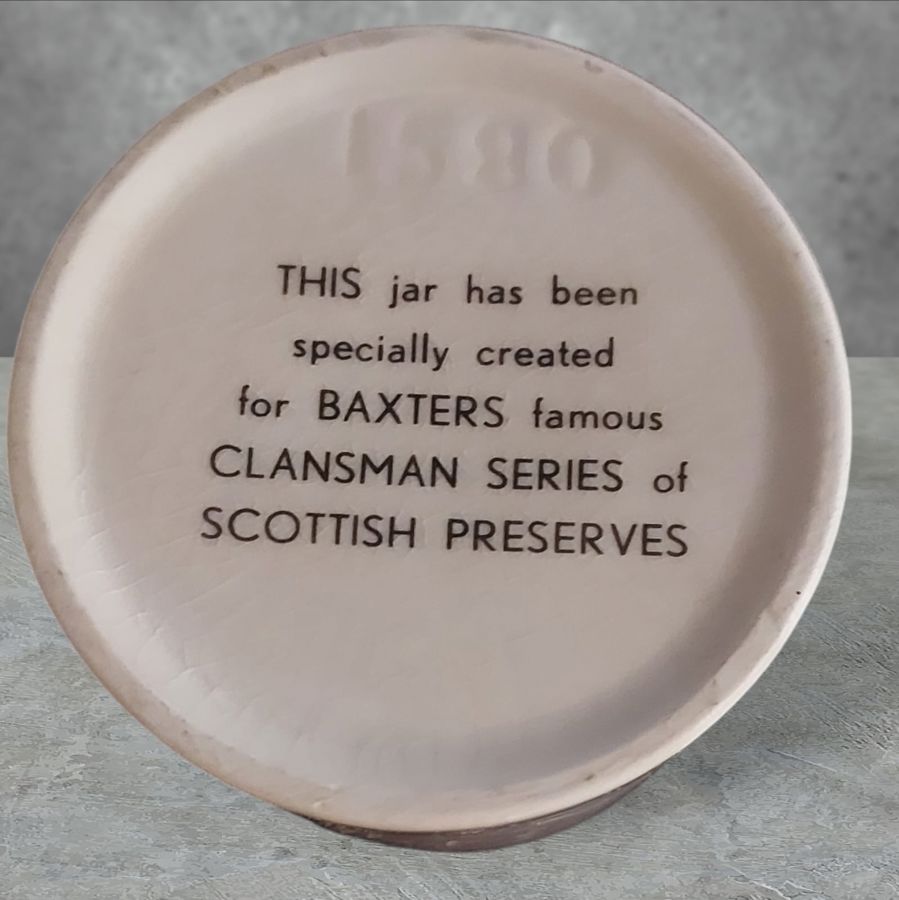 1580
THIS jar has been
specially created
for BAXTERS famous
CLANSMAN SERIES of
SCOTTISH PRESERVES